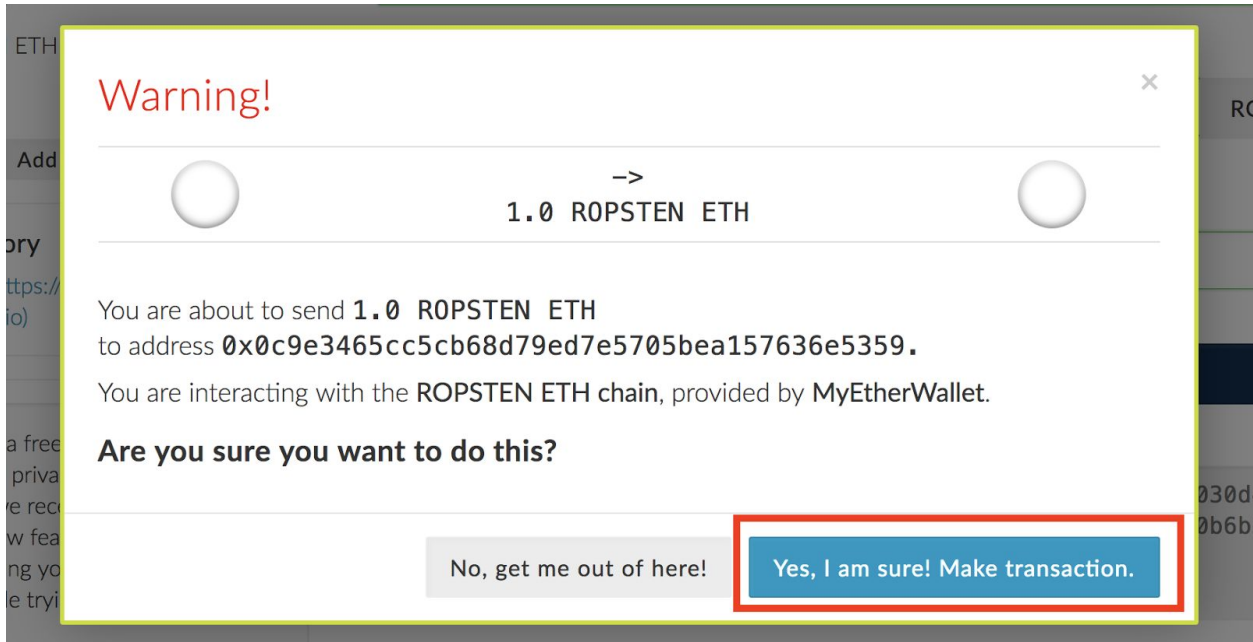 ETH
Warning!
×
Add
–>
1.0 ROPSTEN ETH
ory
ttps://
io)
You are about to send 1.0 ROPSTEN ETH
to address 0x0c9e3465cc5cb68d79ed7e5705bea157636e5359.
You are interacting with the ROPSTEN ETH chain, provided by MyEtherWallet.
Are you sure you want to do this?
a free
priva
ve rec
w fea
ng yo
le tryi
030d
0b6b
No, get me out of here!
Yes, I am sure! Make transaction.